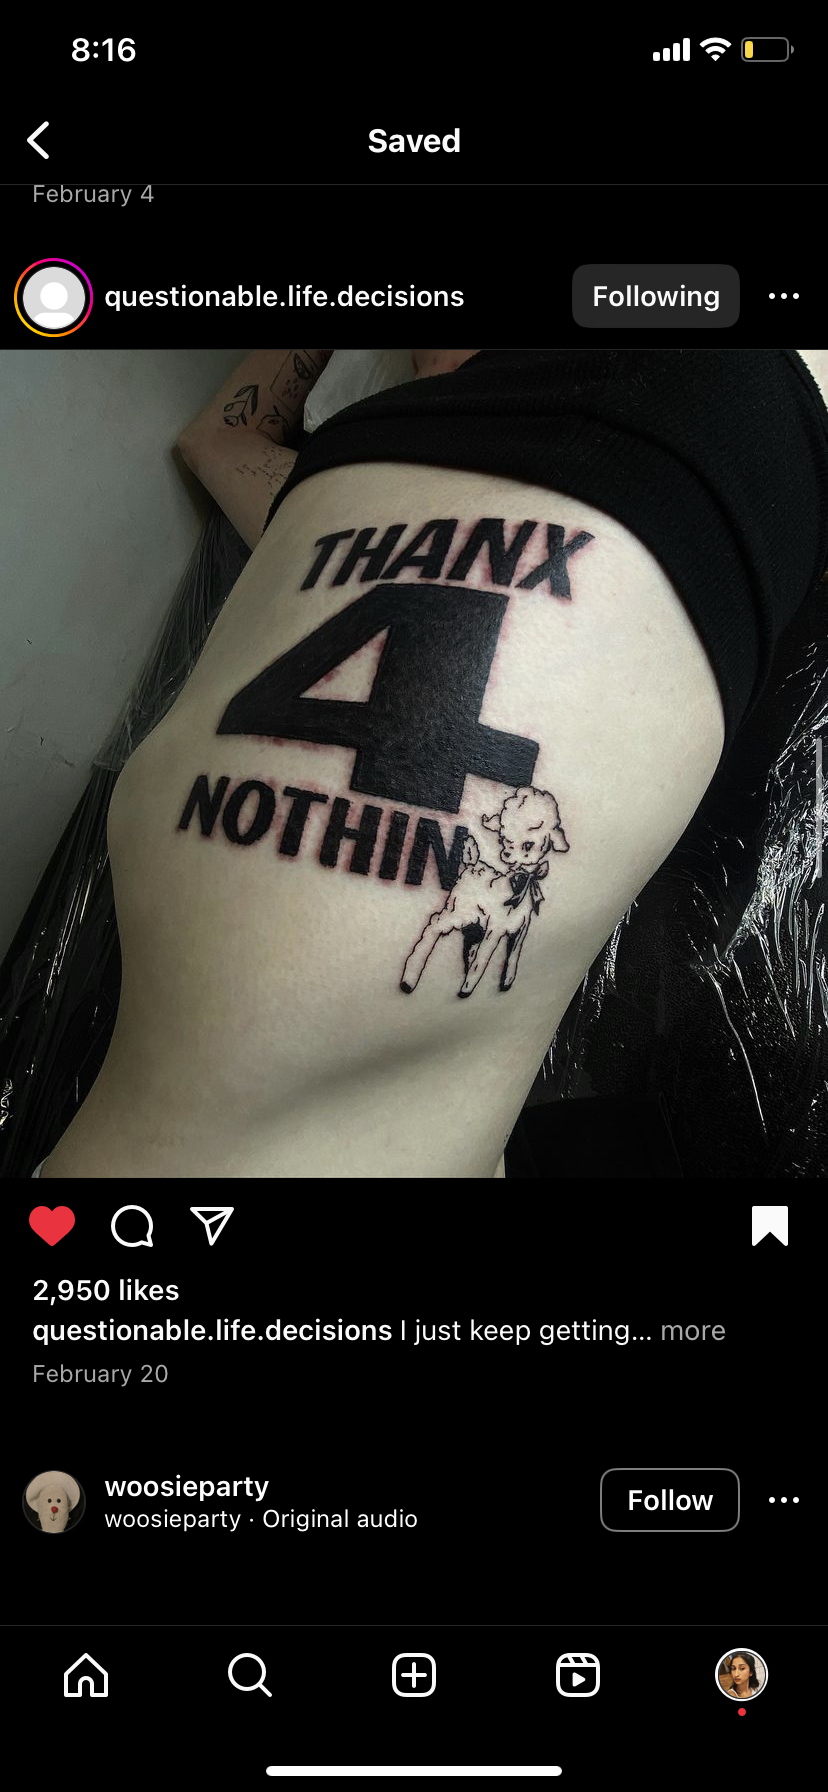 8:16
Saved
February 4
questionable.life.decisions
Following
THANX
4
NOTHIN
2,950 likes
questionable.life.decisions I just keep getting... more
February 20
woosieparty
woosieparty · Original audio
Follow